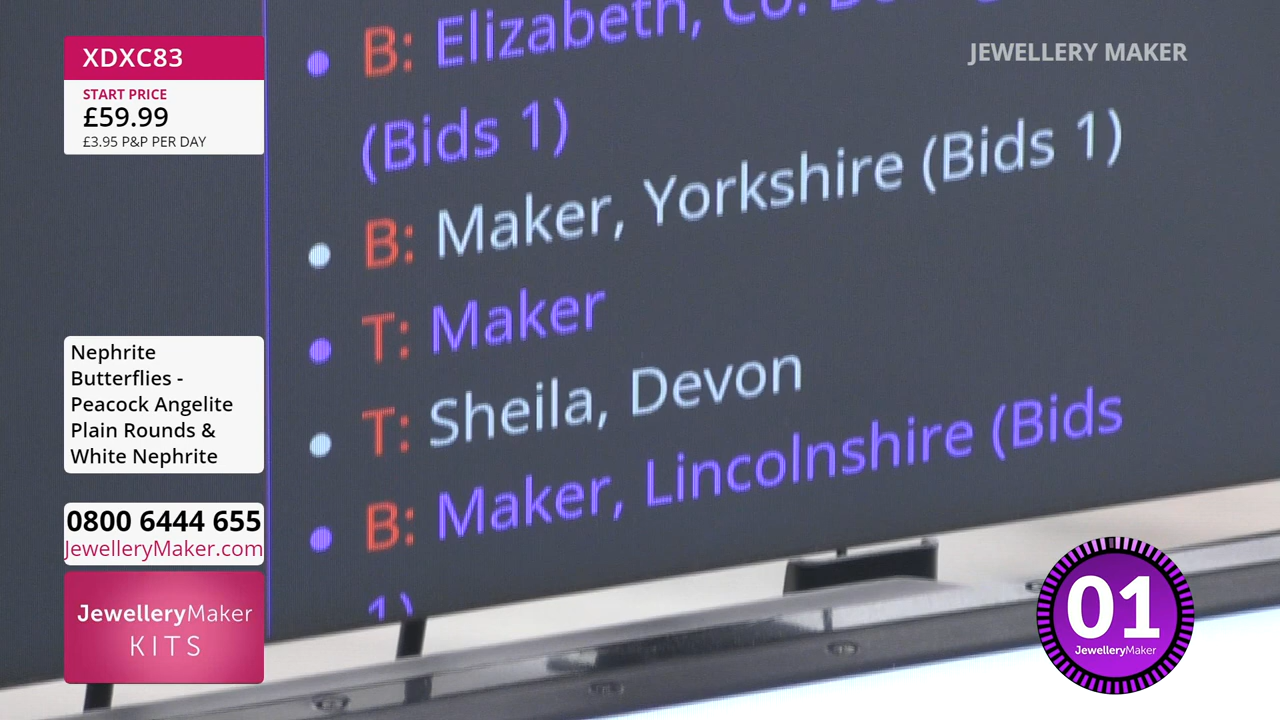 XDXC83
START PRICE
£59.99
£3.95 P&P PER DAY
JEWELLERY MAKER
B: Elizabeth, Co.
(Bids 1)
B: Maker, Yorkshire (Bids 1)
T: Maker
T: Sheila, Devon
B: Maker, Lincolnshire (Bids
1)
Nephrite
Butterflies -
Peacock Angelite
Plain Rounds &
White Nephrite
0800 6444 655
JewelleryMaker.com
JewelleryMaker
KITS
01
JewelleryMaker